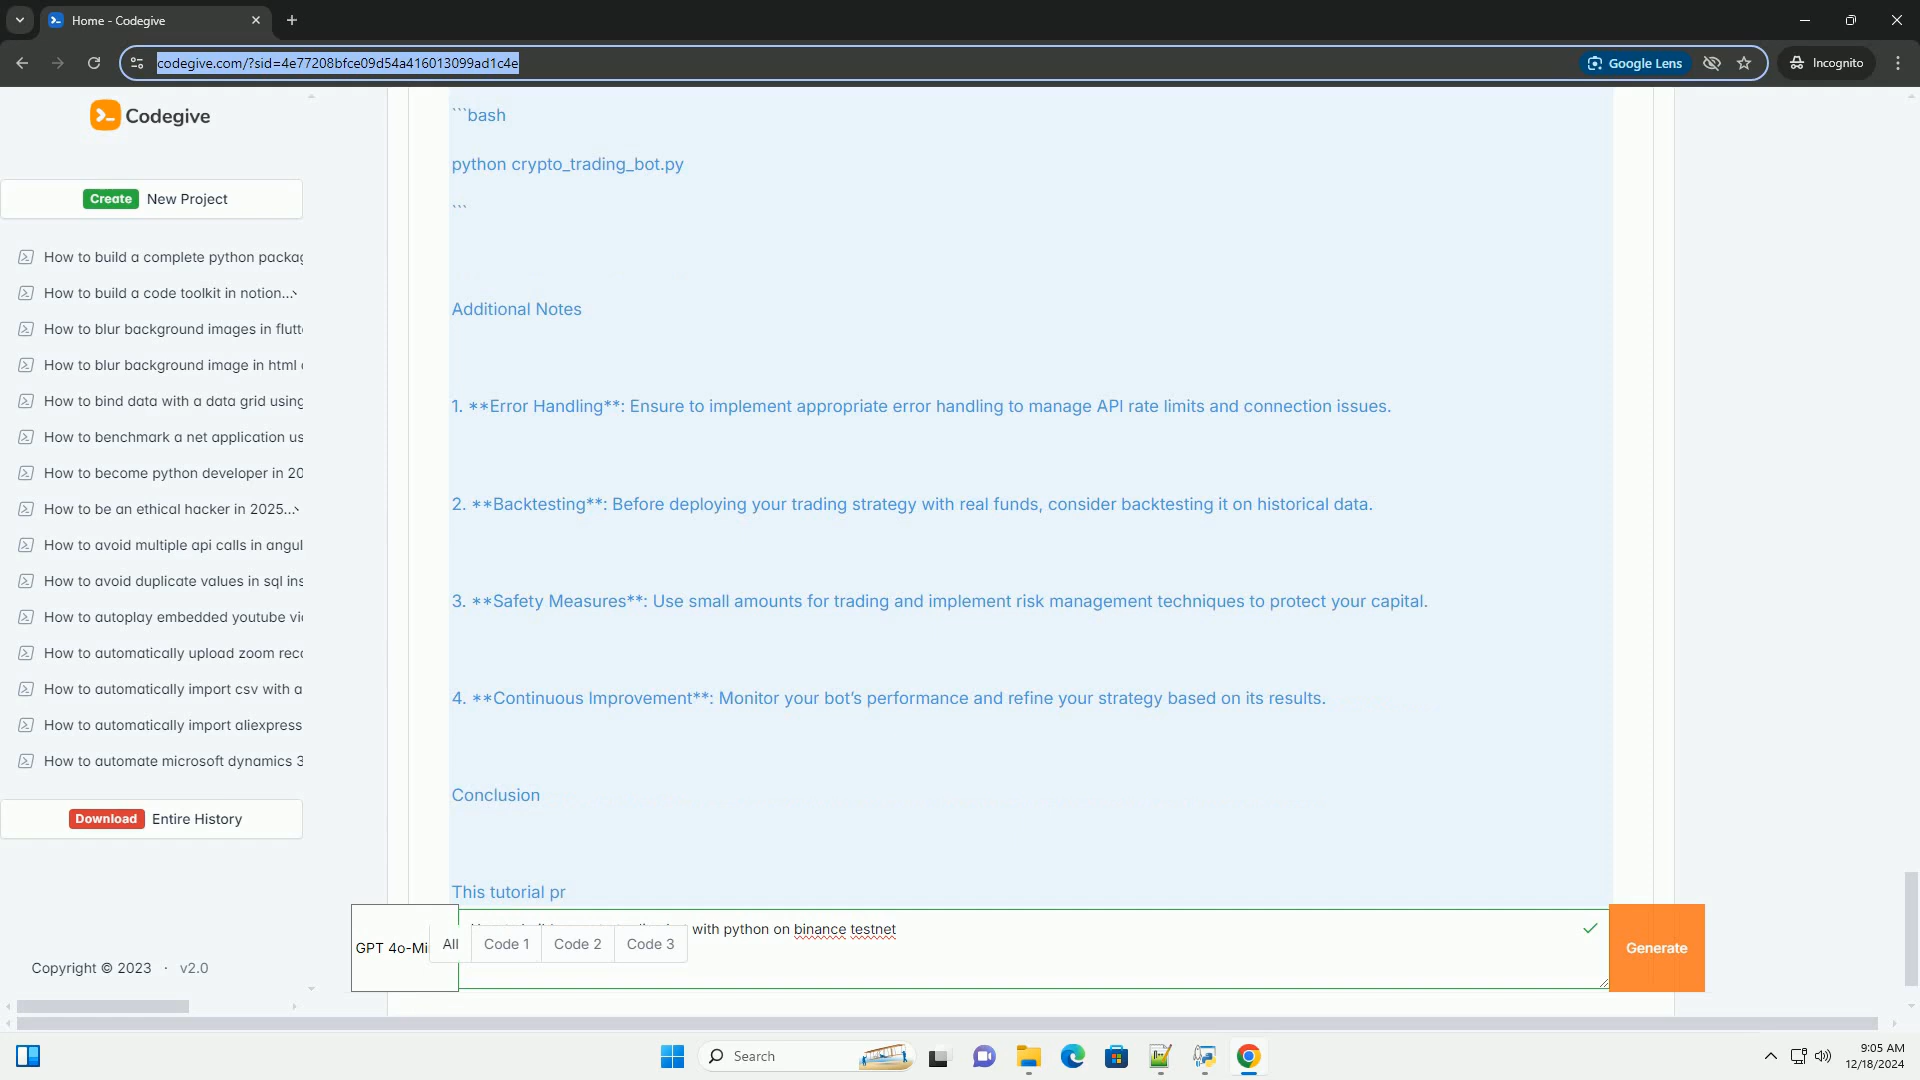 Home - Codegive
codegive.com/?sid=4e77208bfce09d54a416013099ad1c4e
Google Lens
Incognito
Codegive
Create New Project
How to build a complete python packag
How to build a code toolkit in notion...
How to blur background images in flutt
How to blur background image in html
How to bind data with a data grid using
How to benchmark a net application us
How to become python developer in 20
How to be an ethical hacker in 2025...
How to avoid multiple api calls in angul
How to avoid duplicate values in sql ins
How to autoplay embedded youtube vi
How to automatically upload zoom rec
How to automatically import csv with a
How to automatically import aliexpress
How to automate microsoft dynamics 3
Download Entire History
Copyright © 2023 · v2.0
```bash
python crypto_trading_bot.py
```
Additional Notes
1. **Error Handling**: Ensure to implement appropriate error handling to manage API rate limits and connection issues.
2. **Backtesting**: Before deploying your trading strategy with real funds, consider backtesting it on historical data.
3. **Safety Measures**: Use small amounts for trading and implement risk management techniques to protect your capital.
4. **Continuous Improvement**: Monitor your bot's performance and refine your strategy based on its results.
Conclusion
This tutorial pr
with python on binance testnet
GPT 4o-Mi
All Code 1 Code 2 Code 3
Generate
Search
9:05 AM
12/18/2024